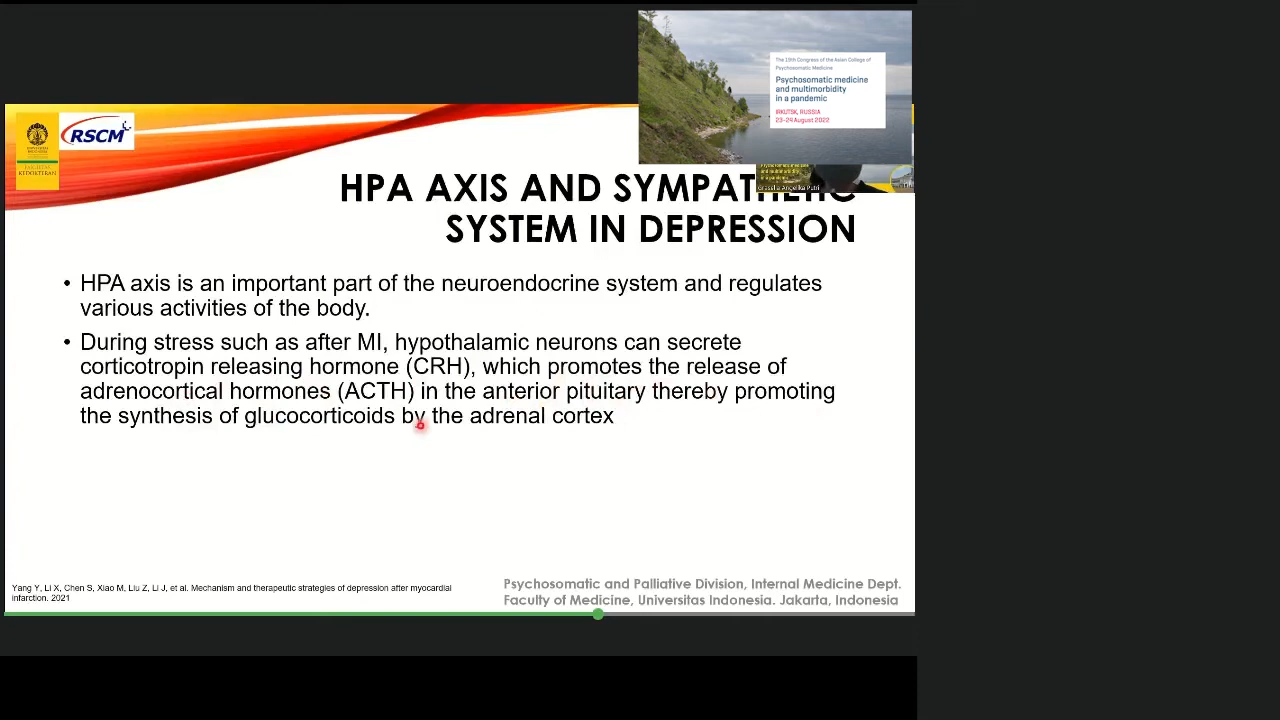 The 19th Congress of the Asian College of
Psychosomatic Medicine
Psychosomatic medicine
and multimorbidity
in a pandemic
IRKUTSK, RUSSIA
23-24 August 2022
Grasella Angelika Putri
RSCM
FAKULTAS
KEDOKTERAN
HPA AXIS AND SYMPATHETIC
SYSTEM IN DEPRESSION
• HPA axis is an important part of the neuroendocrine system and regulates
various activities of the body.
• During stress such as after MI, hypothalamic neurons can secrete
corticotropin releasing hormone (CRH), which promotes the release of
adrenocortical hormones (ACTH) in the anterior pituitary thereby promoting
the synthesis of glucocorticoids by the adrenal cortex
Yang Y, Li X, Chen S, Xiao M, Liu Z, Li J, et al. Mechanism and therapeutic strategies of depression after myocardial
infarction. 2021
Psychosomatic and Palliative Division, Internal Medicine Dept.
Faculty of Medicine, Universitas Indonesia. Jakarta, Indonesia